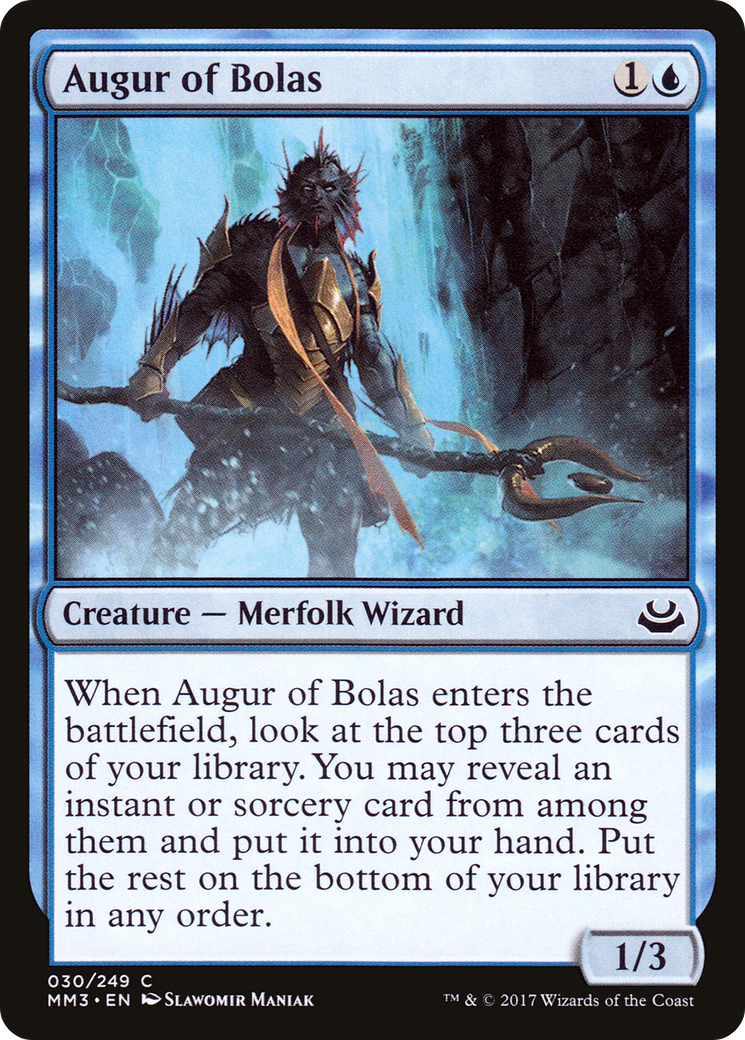 Augur of Bolas 1
Creature — Merfolk Wizard
When Augur of Bolas enters the
battlefield, look at the top three cards
of your library. You may reveal an
instant or sorcery card from among
them and put it into your hand. Put
the rest on the bottom of your library
in any order.
1/3
030/249 C
MM3 • EN Slawomir Maniak ™ & © 2017 Wizards of the Coast